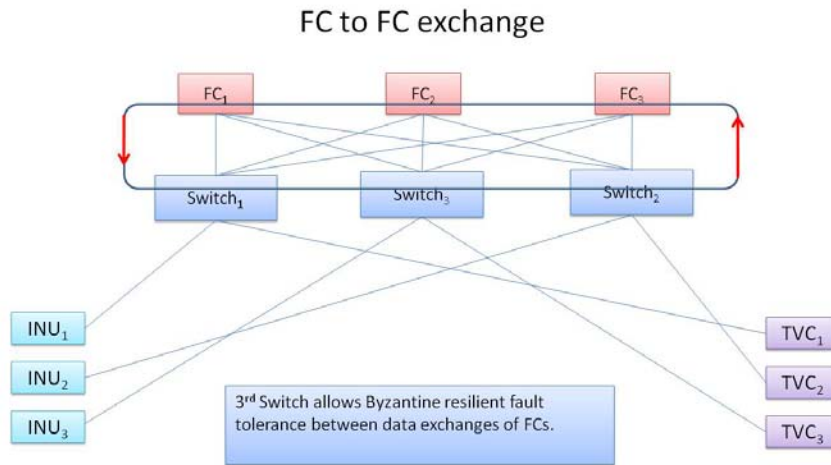 FC to FC exchange
FC₁ FC₂ FC₃
Switch₁ Switch₃ Switch₂
INU₁ TVC₁
INU₂ TVC₂
INU₃ TVC₃
3rd Switch allows Byzantine resilient fault
tolerance between data exchanges of FCs.